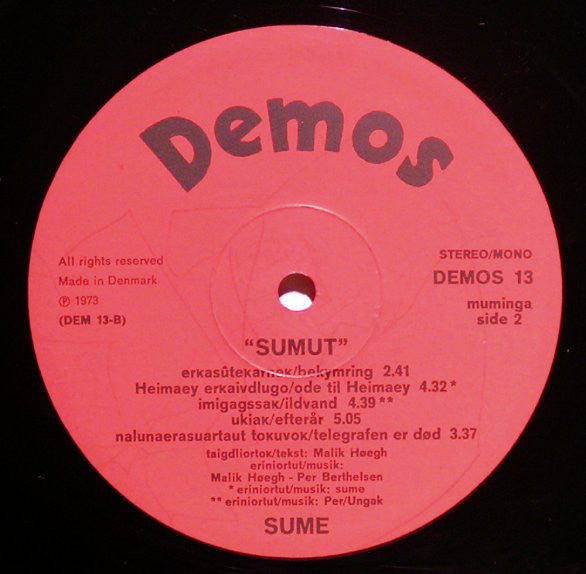 Demos
All rights reserved
Made in Denmark
℗ 1973
(DEM 13-B)
STEREO/MONO
DEMOS 13
muminga
side 2
"SUMUT"
erĸasûteĸarneĸ/bekymring 2.41
Heimaey erĸaivdlugo/ode til Heimaey 4.32*
imigagssaĸ/ildvand 4.39**
ukiaĸ/efterår 5.05
nalunaerasuartaut toĸuvoĸ/telegrafen er død 3.37
taigdliortoĸ/tekst: Malik Høegh
eriniortut/musik:
Malik Høegh - Per Berthelsen
* eriniortut/musik: sume
** eriniortut/musik: Per/Ungak
SUME